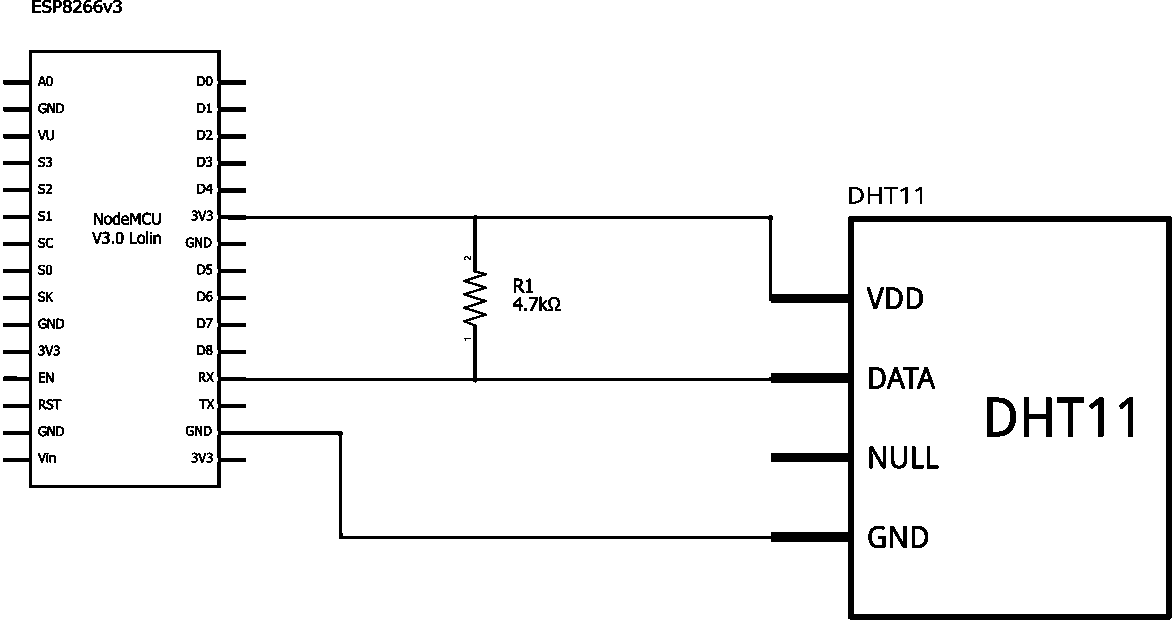 ESP8266v3
A0
GND
VU
S3
S2
S1
SC
S0
SK
GND
3V3
EN
RST
GND
Vin
NodeMCU
V3.0 Lolin
D0
D1
D2
D3
D4
3V3
GND
D5
D6
D7
D8
RX
TX
GND
3V3
2
R1
4.7kΩ
1
DHT11
VDD
DATA
NULL
GND
DHT11